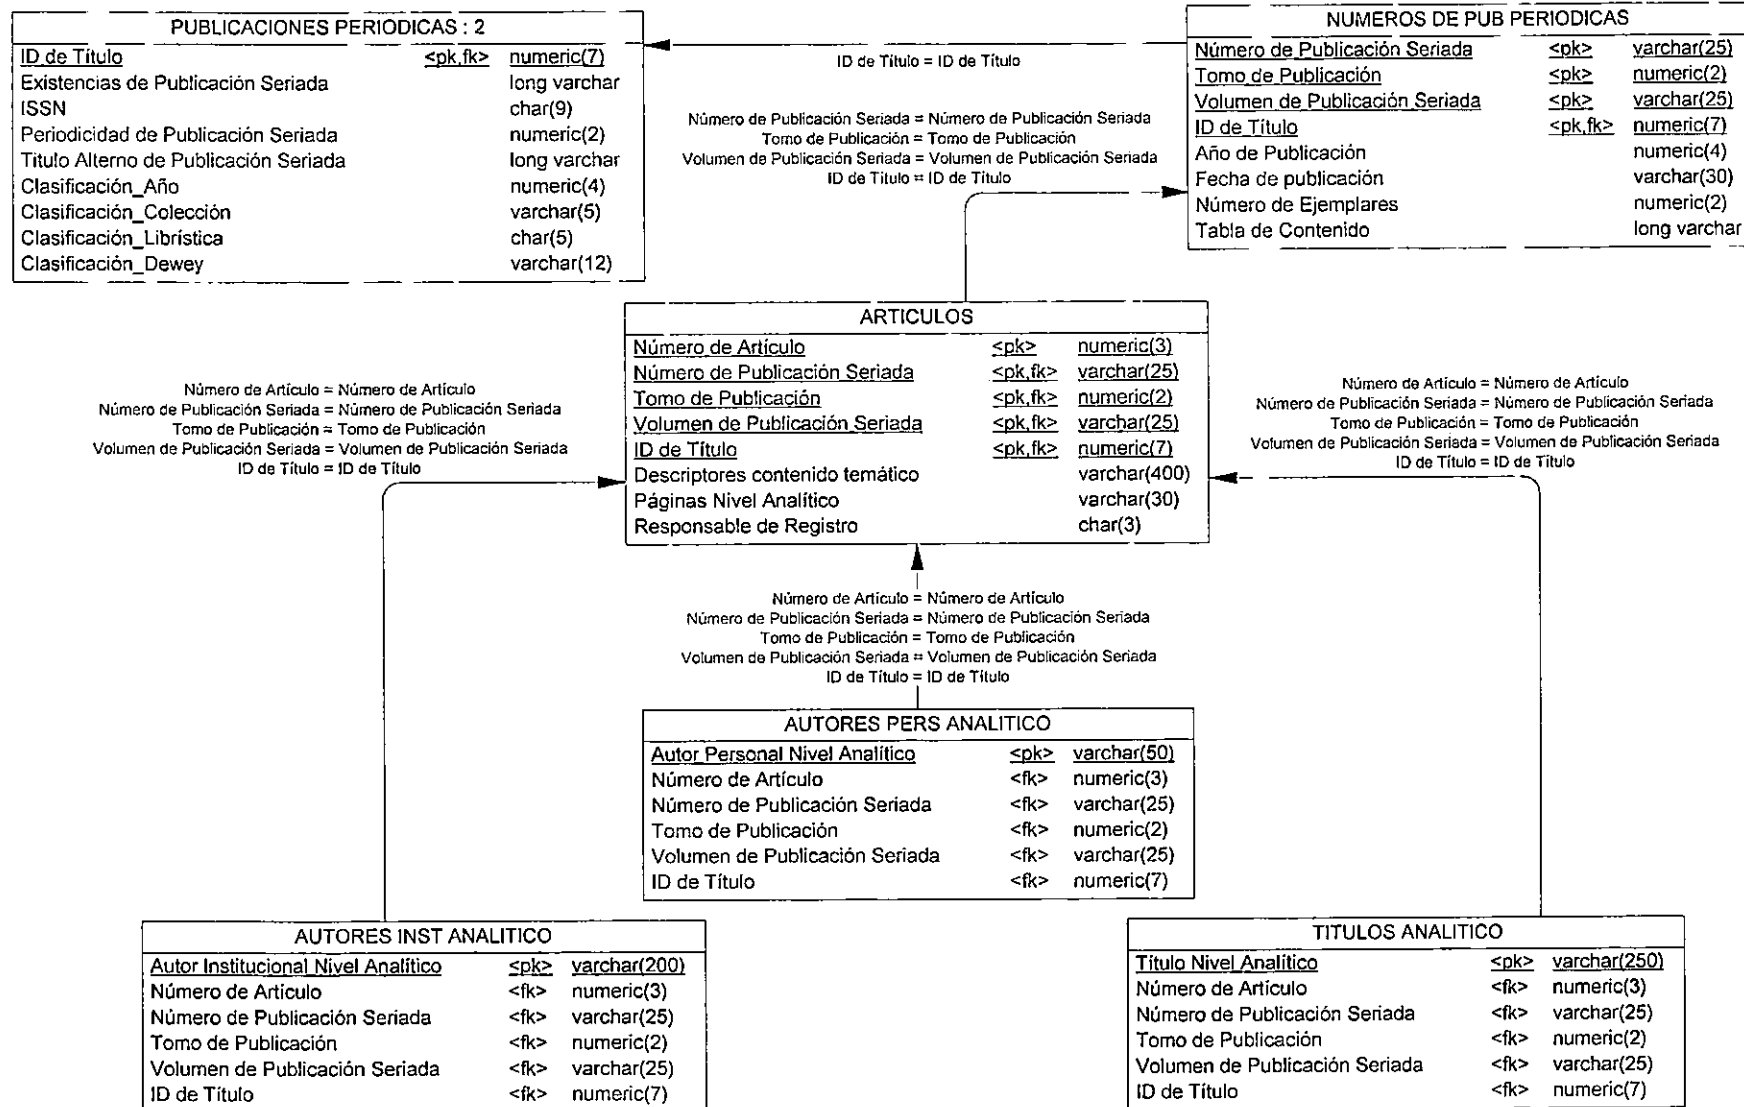 PUBLICACIONES PERIODICAS : 2
ID de Título <pk,fk> numeric(7)
Existencias de Publicación Seriada long varchar
ISSN char(9)
Periodicidad de Publicación Seriada numeric(2)
Titulo Alterno de Publicación Seriada long varchar
Clasificación_Año numeric(4)
Clasificación_Colección varchar(5)
Clasificación_Librística char(5)
Clasificación_Dewey varchar(12)
ID de Título = ID de Título
NUMEROS DE PUB PERIODICAS
Número de Publicación Seriada <pk> varchar(25)
Tomo de Publicación <pk> numeric(2)
Volumen de Publicación Seriada <pk> varchar(25)
ID de Título <pk,fk> numeric(7)
Año de Publicación numeric(4)
Fecha de publicación varchar(30)
Número de Ejemplares numeric(2)
Tabla de Contenido long varchar
Número de Publicación Seriada = Número de Publicación Seriada
Tomo de Publicación = Tomo de Publicación
Volumen de Publicación Seriada = Volumen de Publicación Seriada
ID de Título = ID de Título
ARTICULOS
Número de Artículo <pk> numeric(3)
Número de Publicación Seriada <pk,fk> varchar(25)
Tomo de Publicación <pk,fk> numeric(2)
Volumen de Publicación Seriada <pk,fk> varchar(25)
ID de Título <pk,fk> numeric(7)
Descriptores contenido temático varchar(400)
Páginas Nivel Analítico varchar(30)
Responsable de Registro char(3)
Número de Artículo = Número de Artículo
Número de Publicación Seriada = Número de Publicación Seriada
Tomo de Publicación = Tomo de Publicación
Volumen de Publicación Seriada = Volumen de Publicación Seriada
ID de Título = ID de Título
Número de Artículo = Número de Artículo
Número de Publicación Seriada = Número de Publicación Seriada
Tomo de Publicación = Tomo de Publicación
Volumen de Publicación Seriada = Volumen de Publicación Seriada
ID de Título = ID de Título
Número de Artículo = Número de Artículo
Número de Publicación Seriada = Número de Publicación Seriada
Tomo de Publicación = Tomo de Publicación
Volumen de Publicación Seriada = Volumen de Publicación Seriada
ID de Título = ID de Título
AUTORES PERS ANALITICO
Autor Personal Nivel Analítico <pk> varchar(50)
Número de Artículo <fk> numeric(3)
Número de Publicación Seriada <fk> varchar(25)
Tomo de Publicación <fk> numeric(2)
Volumen de Publicación Seriada <fk> varchar(25)
ID de Título <fk> numeric(7)
AUTORES INST ANALITICO
Autor Institucional Nivel Analítico <pk> varchar(200)
Número de Artículo <fk> numeric(3)
Número de Publicación Seriada <fk> varchar(25)
Tomo de Publicación <fk> numeric(2)
Volumen de Publicación Seriada <fk> varchar(25)
ID de Título <fk> numeric(7)
TITULOS ANALITICO
Título Nivel Analítico <pk> varchar(250)
Número de Artículo <fk> numeric(3)
Número de Publicación Seriada <fk> varchar(25)
Tomo de Publicación <fk> numeric(2)
Volumen de Publicación Seriada <fk> varchar(25)
ID de Título <fk> numeric(7)